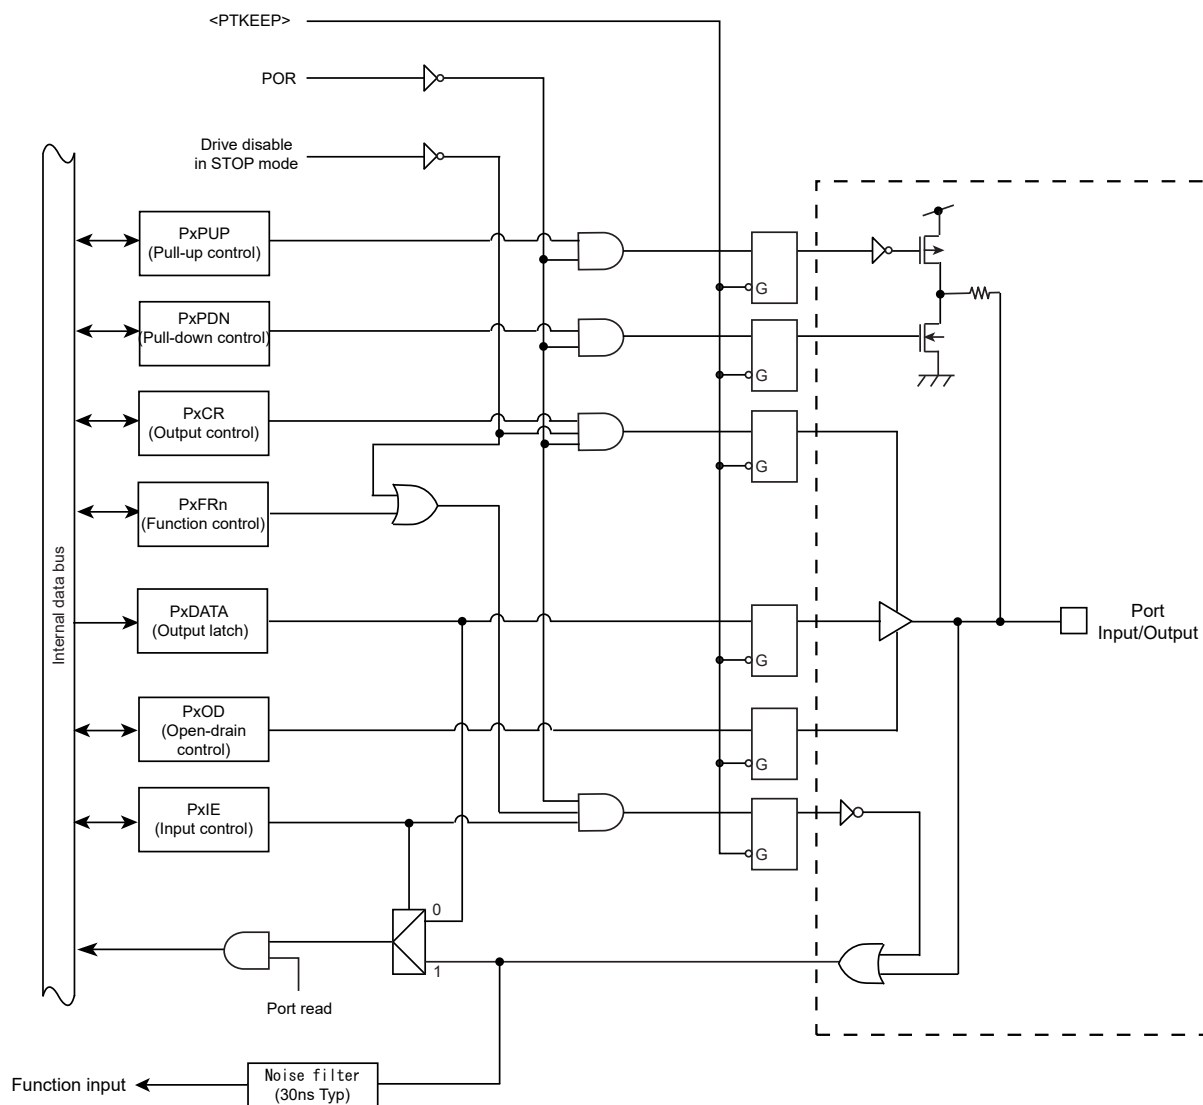 <PTKEEP>
POR
Drive disable
in STOP mode
PxPUP
(Pull-up control)
G
PxPDN
(Pull-down control)
G
PxCR
(Output control)
G
PxFRn
(Function control)
Internal data bus
PxDATA
(Output latch)
G
Port
Input/Output
PxOD
(Open-drain
control)
G
PxIE
(Input control)
G
0
1
Port read
Function input
Noise filter
(30ns Typ)